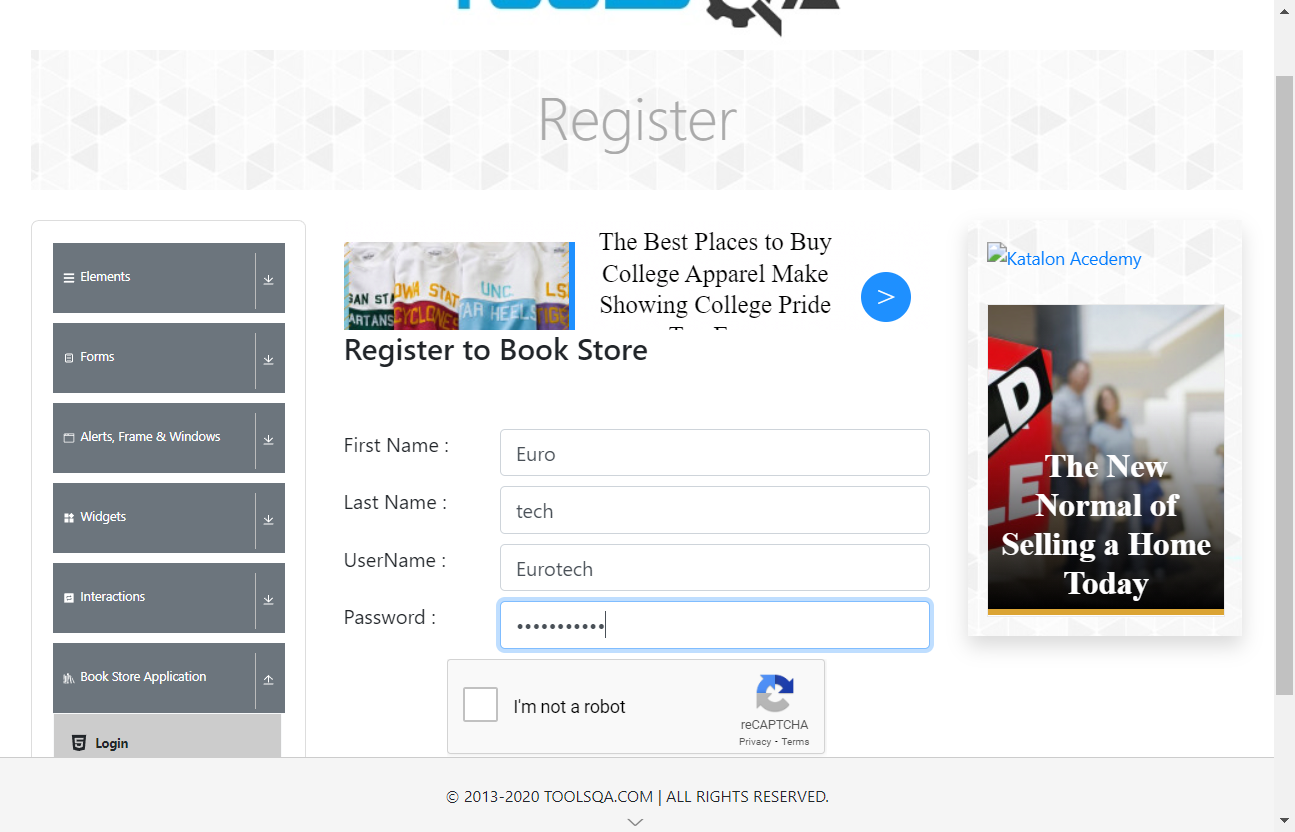 Register
Elements
Forms
Alerts, Frame & Windows
Widgets
Interactions
Book Store Application
Login
The Best Places to Buy
College Apparel Make
Showing College Pride
>
Register to Book Store
First Name :
Euro
Last Name :
tech
UserName :
Eurotech
Password :
•••••••••••
I'm not a robot
reCAPTCHA
Privacy - Terms
Katalon Acedemy
The New
Normal of
Selling a Home
Today
© 2013-2020 TOOLSQA.COM | ALL RIGHTS RESERVED.